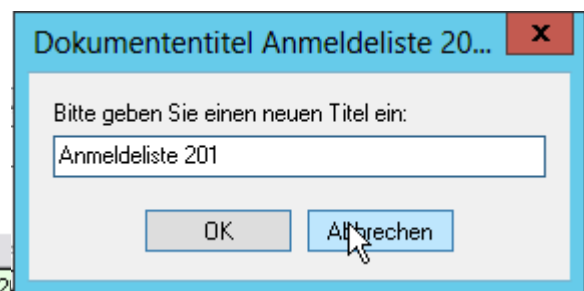 Dokumententitel Anmeldeliste 20...
x
Bitte geben Sie einen neuen Titel ein:
Anmeldeliste 201
OK
Abbrechen